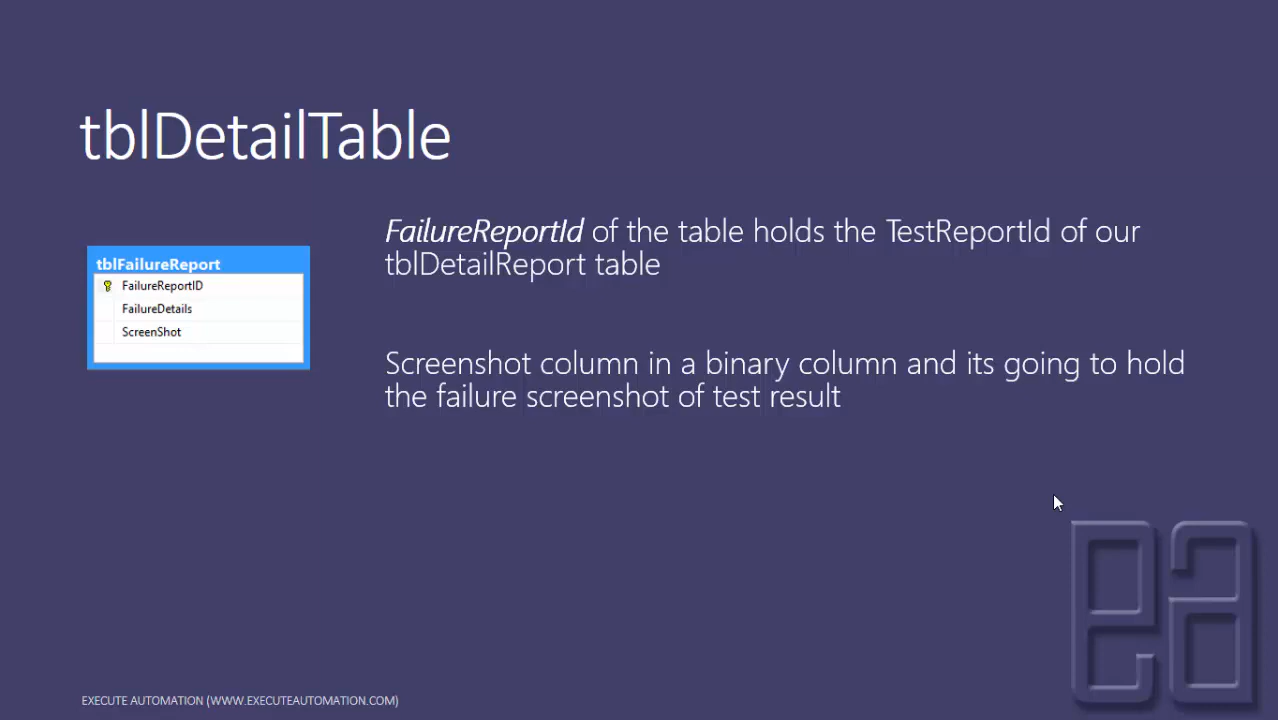 tblDetailTable
FailureReportId of the table holds the TestReportId of our
tblDetailReport table
tblFailureReport
FailureReportID
FailureDetails
ScreenShot
Screenshot column in a binary column and its going to hold
the failure screenshot of test result
ea
EXECUTE AUTOMATION (WWW.EXECUTEAUTOMATION.COM)